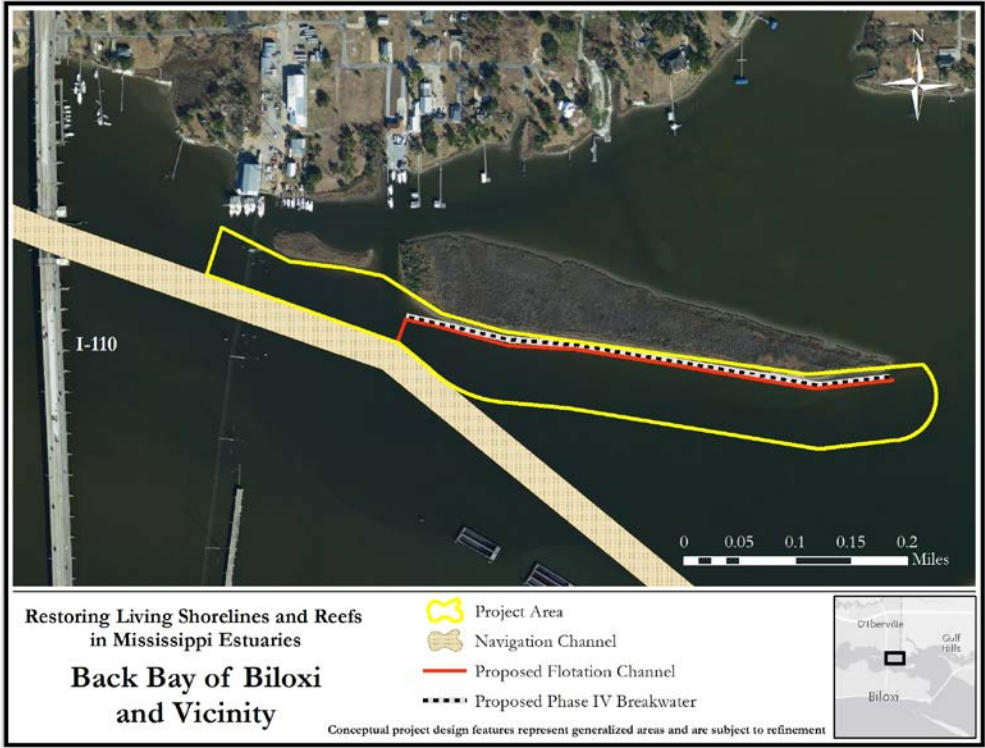 N
I-110
0 0.05 0.1 0.15 0.2
Miles
Restoring Living Shorelines and Reefs
in Mississippi Estuaries
Back Bay of Biloxi
and Vicinity
Project Area
Navigation Channel
Proposed Flotation Channel
Proposed Phase IV Breakwater
Conceptual project design features represent generalized areas and are subject to refinement
D'Iberville
Gulf
Hills
Biloxi